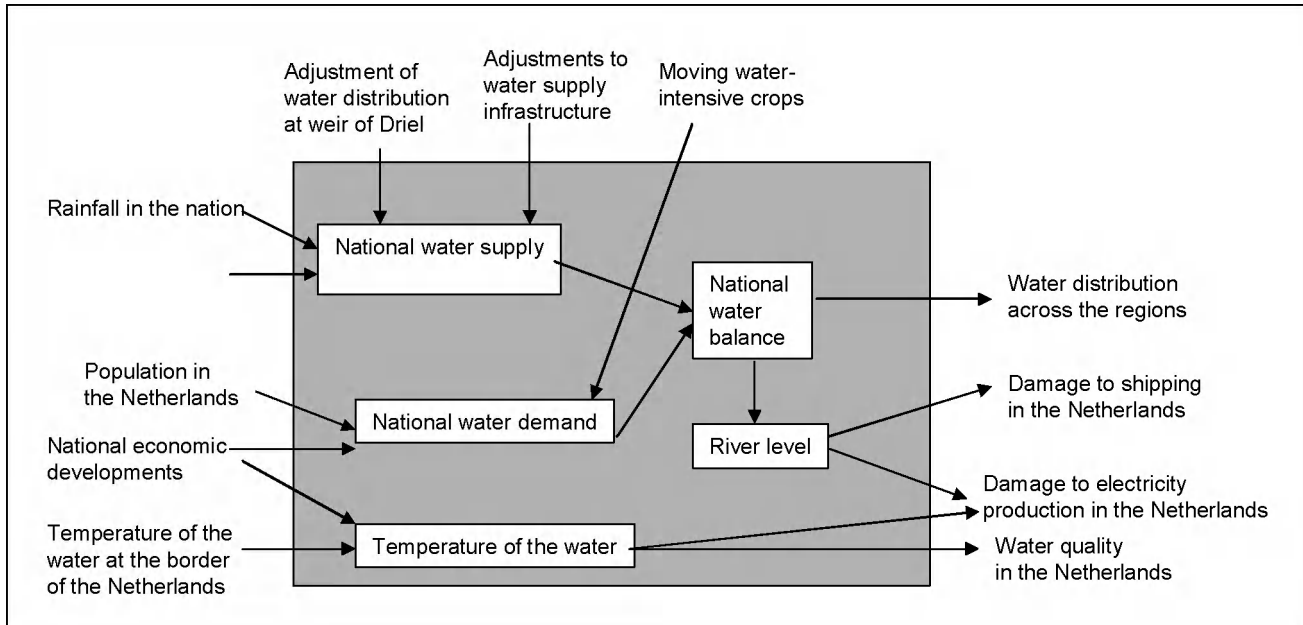 Adjustment of
water distribution
at weir of Driel
Adjustments to
water supply
infrastructure
Moving water-
intensive crops
Rainfall in the nation
National water supply
National
water
balance
Water distribution
across the regions
Population in
the Netherlands
National water demand
Damage to shipping
in the Netherlands
National economic
developments
River level
Damage to electricity
production in the Netherlands
Temperature of the
water at the border
of the Netherlands
Temperature of the water
Water quality
in the Netherlands